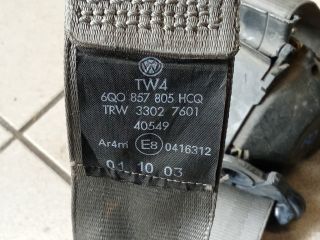 TW4
6Q0 857 805 HCQ
TRW 3302 7601
40549
Ar4m E8 0416312
01 10 03